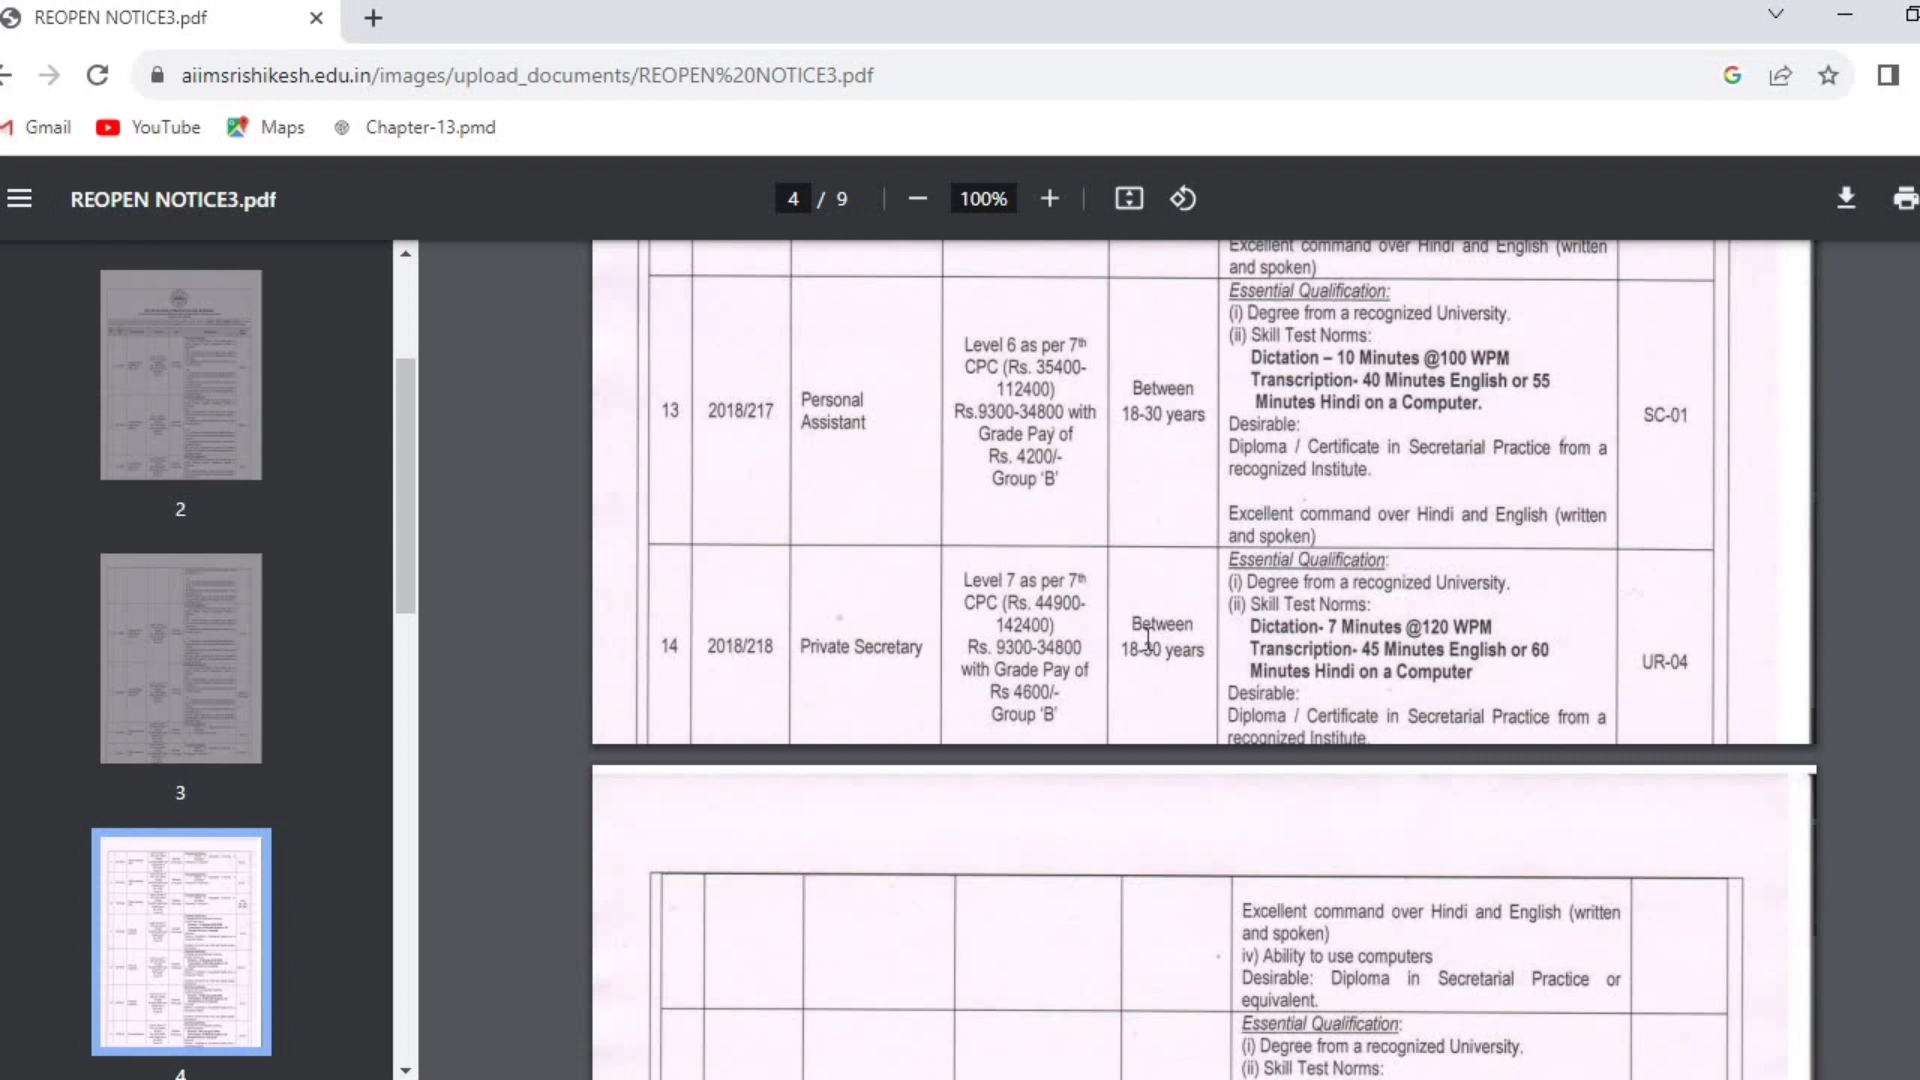 REOPEN NOTICE3.pdf
aiimsrishikesh.edu.in/images/upload_documents/REOPEN%20NOTICE3.pdf
Gmail
YouTube
Maps
Chapter-13.pmd
REOPEN NOTICE3.pdf
4 / 9
100%
2
3
4
Excellent command over Hindi and English (written
and spoken)
13
2018/217
Personal
Assistant
Level 6 as per 7th
CPC (Rs. 35400-
112400)
Rs.9300-34800 with
Grade Pay of
Rs. 4200/-
Group ‘B’
Between
18-30 years
Essential Qualification:
(i) Degree from a recognized University.
(ii) Skill Test Norms:
Dictation – 10 Minutes @100 WPM
Transcription- 40 Minutes English or 55
Minutes Hindi on a Computer.
Desirable:
Diploma / Certificate in Secretarial Practice from a
recognized Institute.
Excellent command over Hindi and English (written
and spoken)
SC-01
14
2018/218
Private Secretary
Level 7 as per 7th
CPC (Rs. 44900-
142400)
Rs. 9300-34800
with Grade Pay of
Rs 4600/-
Group ‘B’
Between
18-30 years
Essential Qualification:
(i) Degree from a recognized University.
(ii) Skill Test Norms:
Dictation- 7 Minutes @120 WPM
Transcription- 45 Minutes English or 60
Minutes Hindi on a Computer
Desirable:
Diploma / Certificate in Secretarial Practice from a
recognized Institute.
UR-04
Excellent command over Hindi and English (written
and spoken)
iv) Ability to use computers
Desirable: Diploma in Secretarial Practice or
equivalent.
Essential Qualification:
(i) Degree from a recognized University.
(ii) Skill Test Norms: